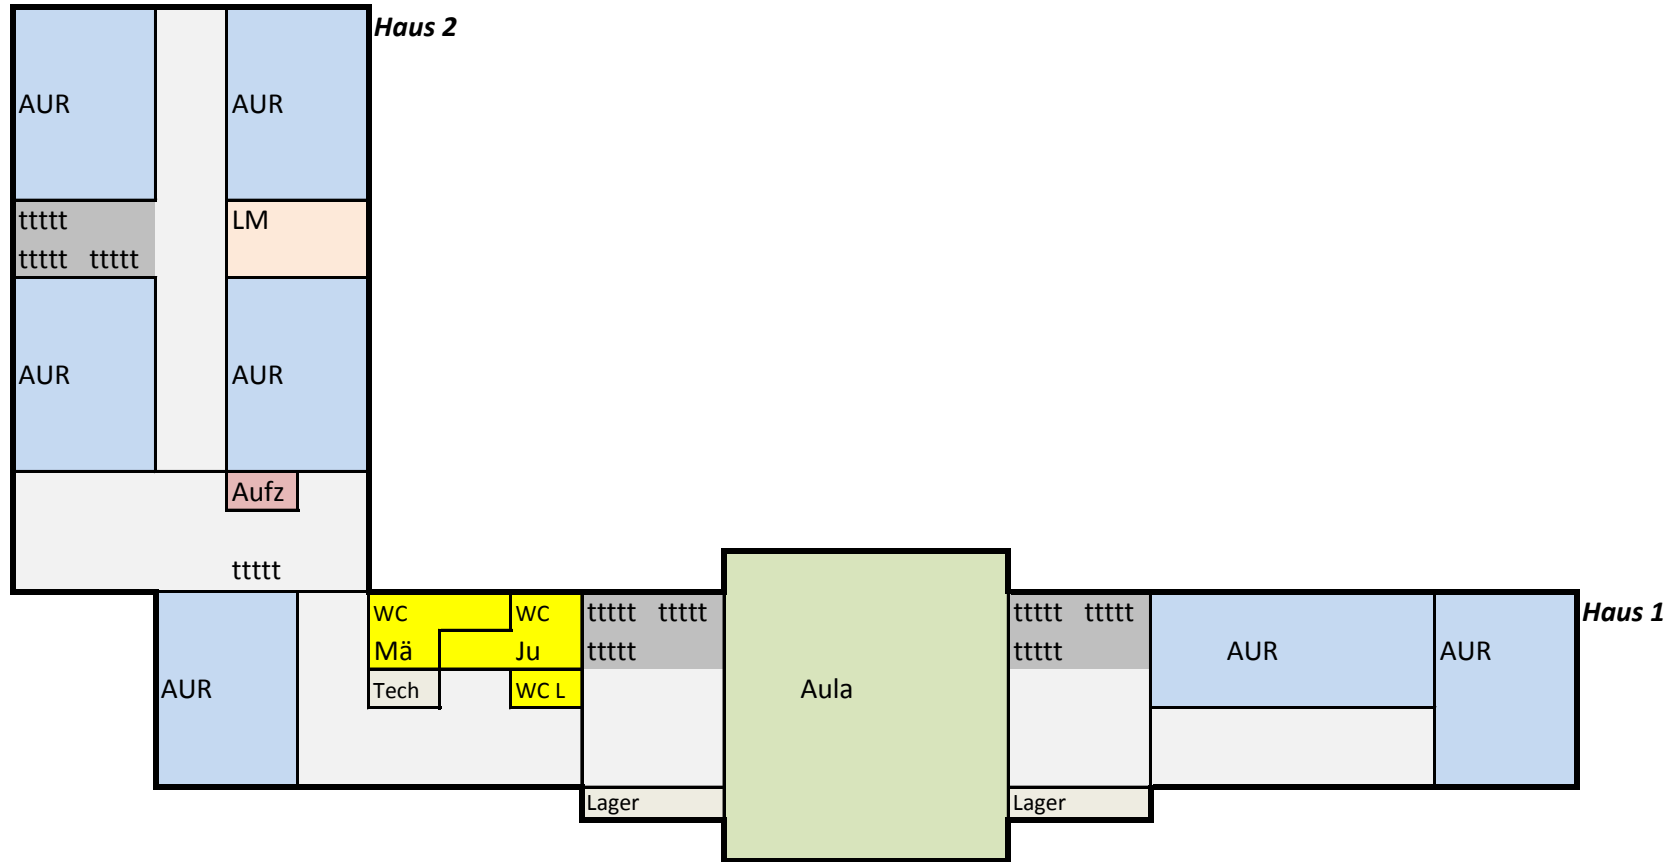 Haus 2
AUR AUR
ttttt LM
ttttt ttttt
AUR AUR
Aufz
ttttt
WC WC ttttt ttttt ttttt ttttt Haus 1
Mä Ju ttttt ttttt AUR AUR
AUR Tech WC L Aula
Lager Lager